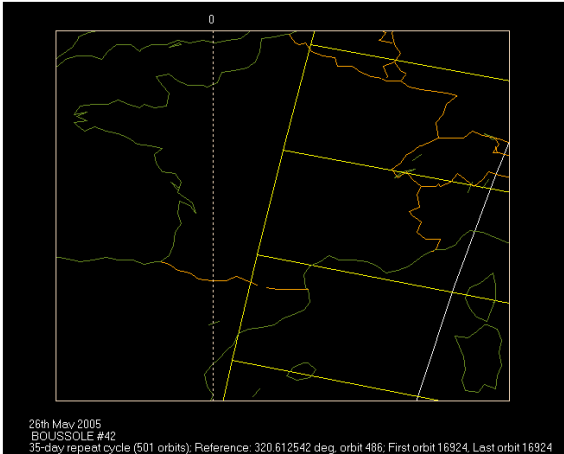 0
26th May 2005
BOUSSOLE #42
35-day repeat cycle (501 orbits): Reference: 320.612542 deg, orbit 486; First orbit 16924, Last orbit 16924